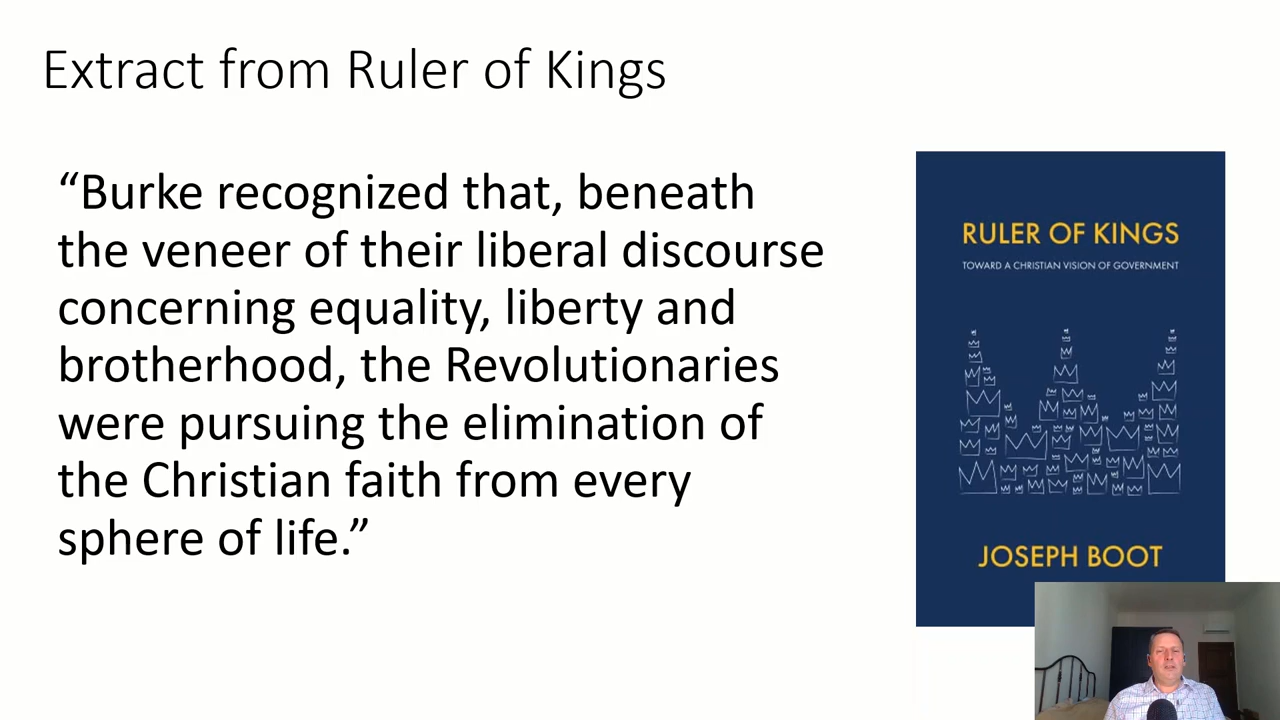 Extract from Ruler of Kings
“Burke recognized that, beneath
the veneer of their liberal discourse
concerning equality, liberty and
brotherhood, the Revolutionaries
were pursuing the elimination of
the Christian faith from every
sphere of life.”
RULER OF KINGS
TOWARD A CHRISTIAN VISION OF GOVERNMENT
JOSEPH BOOT